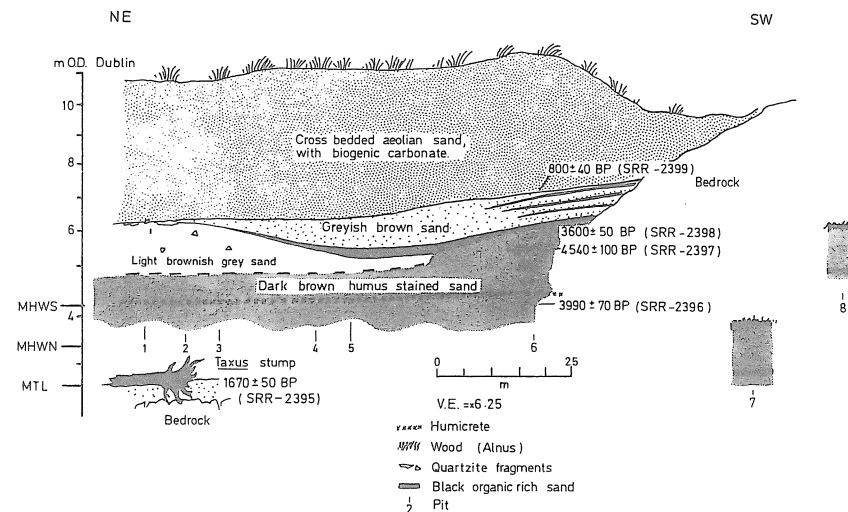 NE
SW
m O.D. Dublin
10
8
6
MHWS
4
MHWN
MTL
Cross bedded aeolian sand,
with biogenic carbonate.
800±40 BP (SRR -2399)
Bedrock
Greyish brown sand
3600±50 BP (SRR -2398)
4540±100 BP (SRR-2397)
Light brownish grey sand
Dark brown humus stained sand
3990±70 BP (SRR -2396)
1
2
3
4
5
6
8
Taxus stump
1670±50 BP
(SRR-2395)
Bedrock
0 25
m
V.E. =x6·25
7
Humicrete
Wood (Alnus)
Quartzite fragments
Black organic rich sand
2 Pit